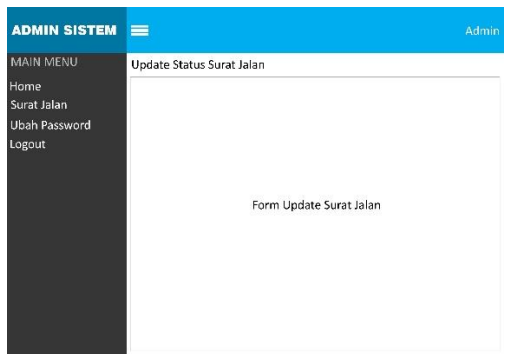 ADMIN SISTEM
Admin
MAIN MENU
Home
Surat Jalan
Ubah Password
Logout
Update Status Surat Jalan
Form Update Surat Jalan